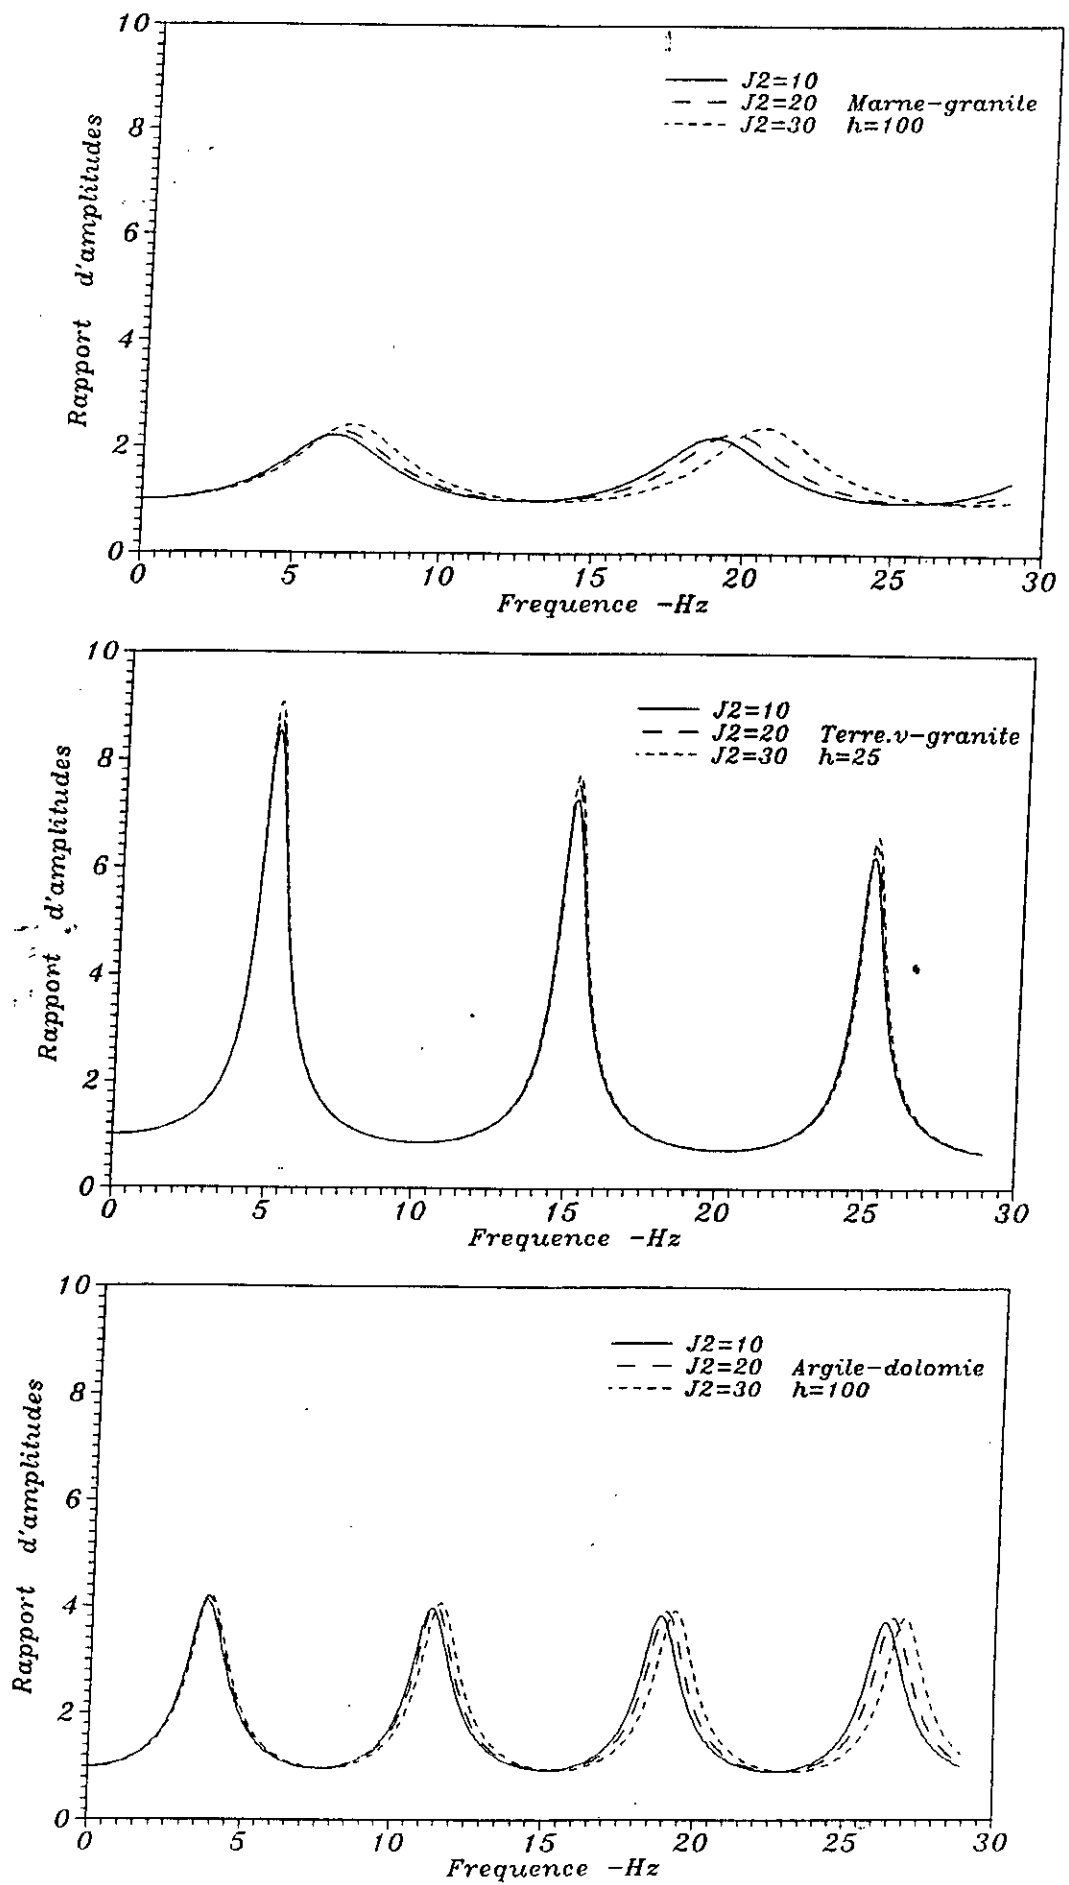 10
8
6
4
2
0
Rapport d'amplitudes
J2=10
J2=20 Marne-granite
J2=30 h=100
0 5 10 15 20 25 30
Frequence -Hz
10
8
6
4
2
0
Rapport d'amplitudes
J2=10
J2=20 Terre.v-granite
J2=30 h=25
0 5 10 15 20 25 30
Frequence -Hz
10
8
6
4
2
0
Rapport d'amplitudes
J2=10
J2=20 Argile-dolomie
J2=30 h=100
0 5 10 15 20 25 30
Frequence -Hz